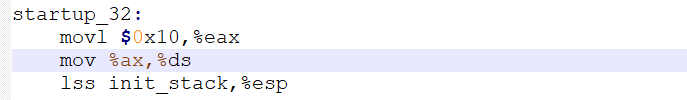 startup_32:
    movl $0x10,%eax
    mov %ax,%ds
    lss init_stack,%esp